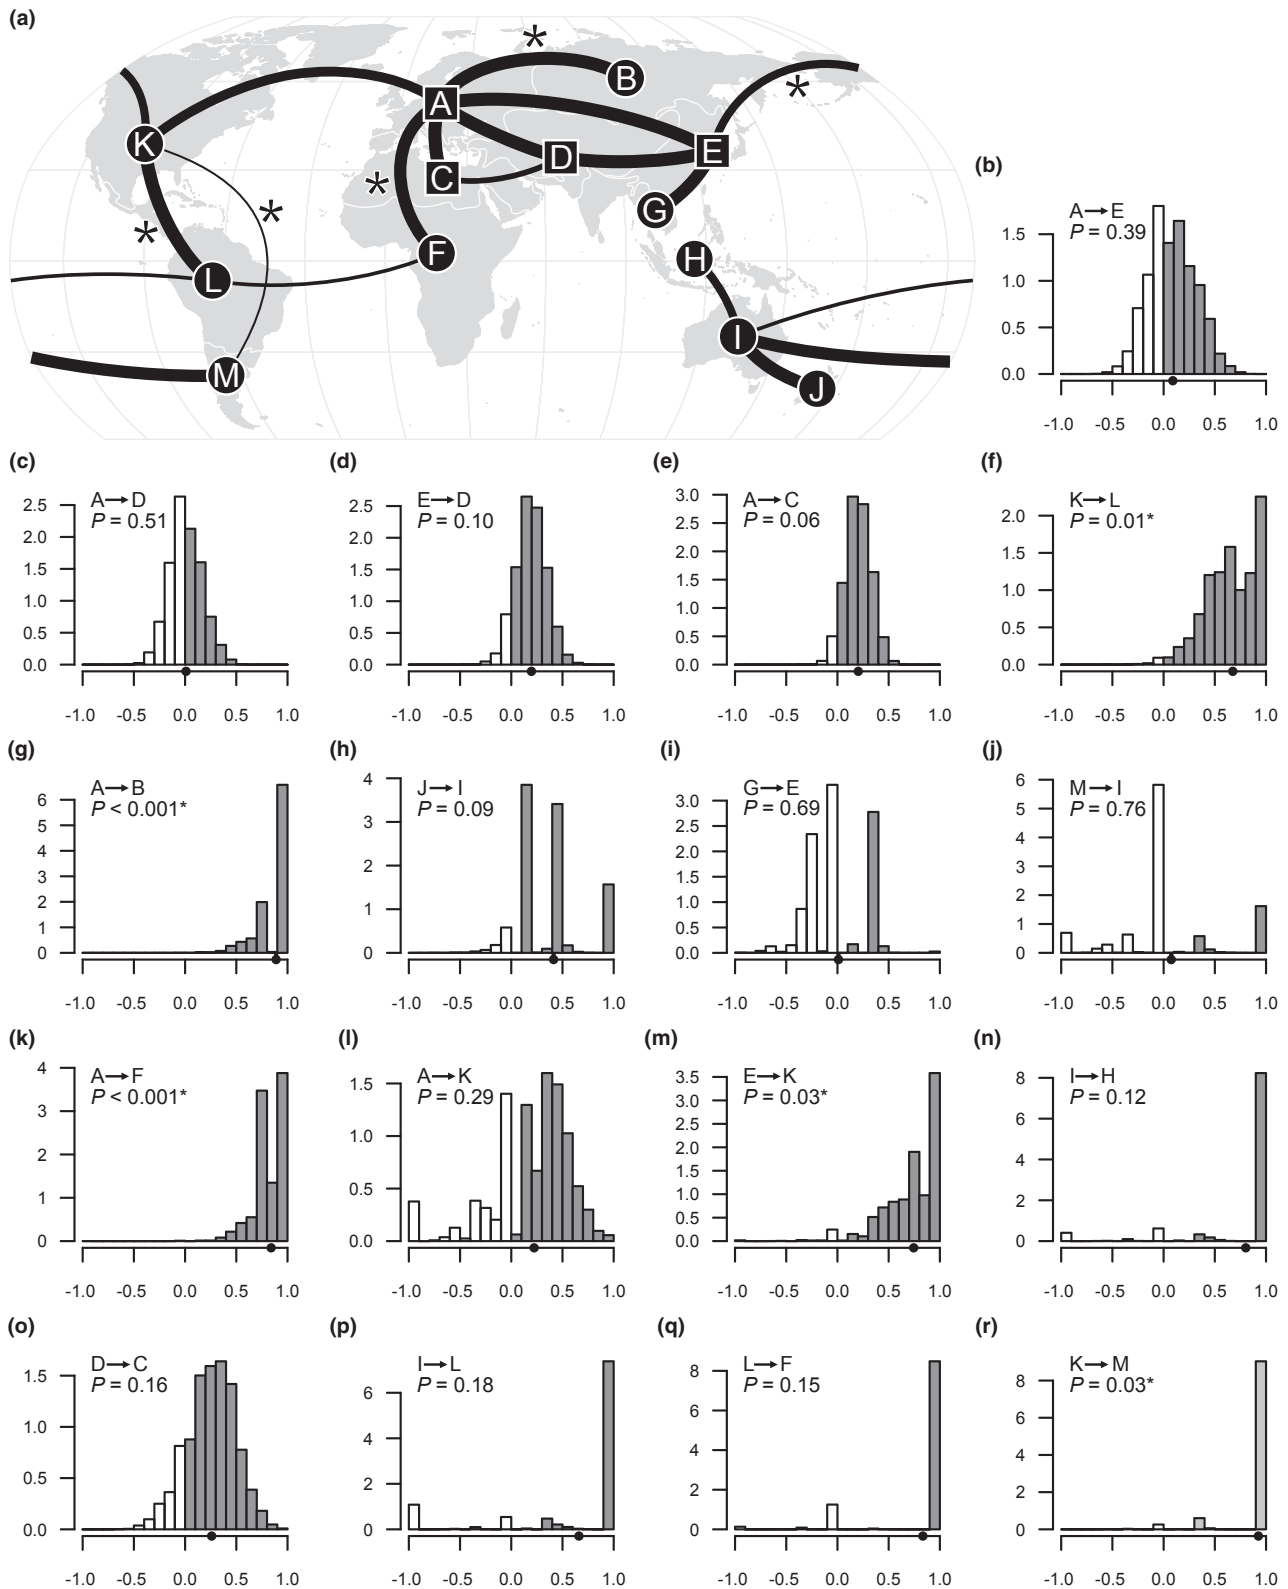 (a)
*
B
A
*
K
D
E
C
*
*
G
*
F
H
L
I
M
J
(b)
A→E
P = 0.39
1.5
1.0
0.5
0.0
-1.0 -0.5 0.0 0.5 1.0
(c) (d) (e) (f)
A→D
P = 0.51
2.5
2.0
1.5
1.0
0.5
0.0
-1.0 -0.5 0.0 0.5 1.0
E→D
P = 0.10
2.5
2.0
1.5
1.0
0.5
0.0
-1.0 -0.5 0.0 0.5 1.0
A→C
P = 0.06
3.0
2.5
2.0
1.5
1.0
0.5
0.0
-1.0 -0.5 0.0 0.5 1.0
K→L
P = 0.01*
2.0
1.5
1.0
0.5
0.0
-1.0 -0.5 0.0 0.5 1.0
(g) (h) (i) (j)
A→B
P < 0.001*
6
5
4
3
2
1
0
-1.0 -0.5 0.0 0.5 1.0
J→I
P = 0.09
4
3
2
1
0
-1.0 -0.5 0.0 0.5 1.0
G→E
P = 0.69
3.0
2.5
2.0
1.5
1.0
0.5
0.0
-1.0 -0.5 0.0 0.5 1.0
M→I
P = 0.76
6
5
4
3
2
1
0
-1.0 -0.5 0.0 0.5 1.0
(k) (l) (m) (n)
A→F
P < 0.001*
4
3
2
1
0
-1.0 -0.5 0.0 0.5 1.0
A→K
P = 0.29
1.5
1.0
0.5
0.0
-1.0 -0.5 0.0 0.5 1.0
E→K
P = 0.03*
3.5
3.0
2.5
2.0
1.5
1.0
0.5
0.0
-1.0 -0.5 0.0 0.5 1.0
I→H
P = 0.12
8
6
4
2
0
-1.0 -0.5 0.0 0.5 1.0
(o) (p) (q) (r)
D→C
P = 0.16
1.5
1.0
0.5
0.0
-1.0 -0.5 0.0 0.5 1.0
I→L
P = 0.18
6
4
2
0
-1.0 -0.5 0.0 0.5 1.0
L→F
P = 0.15
8
6
4
2
0
-1.0 -0.5 0.0 0.5 1.0
K→M
P = 0.03*
8
6
4
2
0
-1.0 -0.5 0.0 0.5 1.0